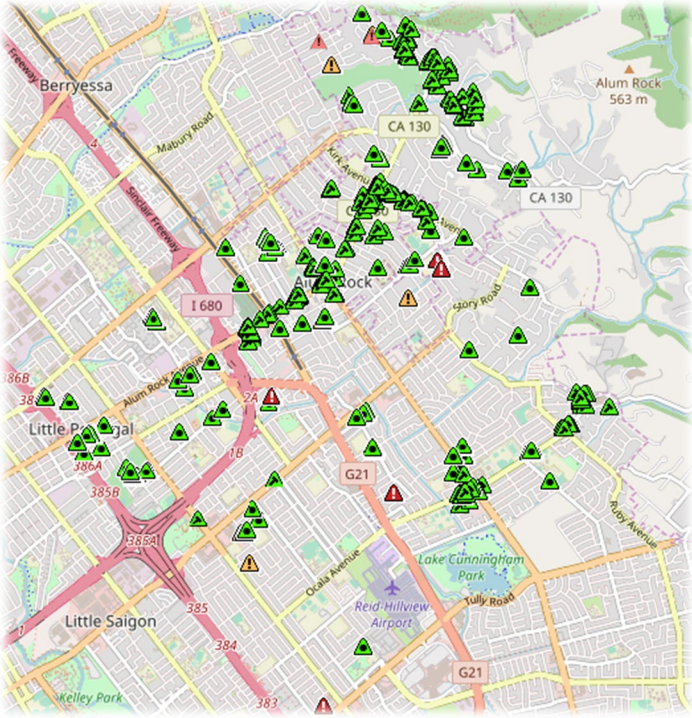 Freeway
Berryessa
Alum Rock
563 m
4
Mabury Road
CA 130
Kirk Avenue
CA 130
Sinclair Freeway
I 680
Story Road
Alum Rock Avenue
386B
2A
386A
1B
385B
G21
385A
Ruby Avenue
Ocala Avenue
Lake Cunningham
Park
Reid-Hillview
Airport
Tully Road
385
Little Saigon
1
384
G21
Kelley Park
383